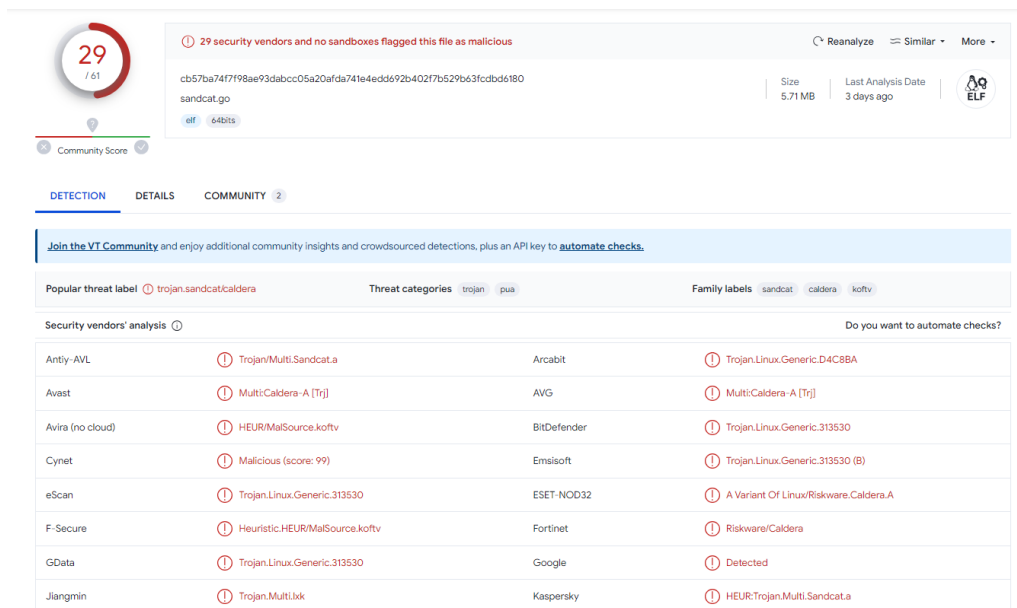 29
/ 61
Community Score
29 security vendors and no sandboxes flagged this file as malicious
Reanalyze
Similar
More
cb57ba74f7f98ae93dabcc05a20afda741e4edd692b402f7b529b63fcdbd6180
sandcat.go
elf
64bits
Size
5.71 MB
Last Analysis Date
3 days ago
ELF
DETECTION
DETAILS
COMMUNITY 2
Join the VT Community and enjoy additional community insights and crowdsourced detections, plus an API key to automate checks.
Popular threat label trojan.sandcat/caldera
Threat categories trojan pua
Family labels sandcat caldera koftv
Security vendors' analysis
Do you want to automate checks?
Antiy-AVL Trojan/Multi.Sandcat.a Arcabit Trojan.Linux.Generic.D4C8BA
Avast Multi:Caldera-A [Trj] AVG Multi:Caldera-A [Trj]
Avira (no cloud) HEUR/MalSource.koftv BitDefender Trojan.Linux.Generic.313530
Cynet Malicious (score: 99) Emsisoft Trojan.Linux.Generic.313530 (B)
eScan Trojan.Linux.Generic.313530 ESET-NOD32 A Variant Of Linux/Riskware.Caldera.A
F-Secure Heuristic.HEUR/MalSource.koftv Fortinet Riskware/Caldera
GData Trojan.Linux.Generic.313530 Google Detected
Jiangmin Trojan.Multi.lxk Kaspersky HEUR:Trojan.Multi.Sandcat.a